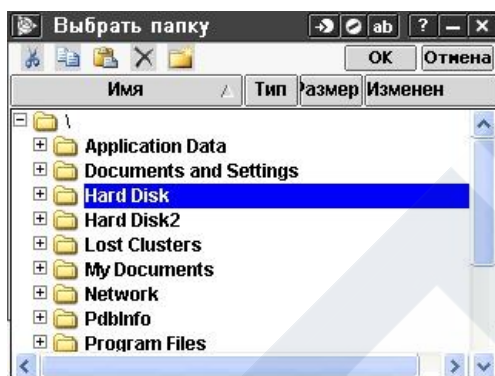 Выбрать папку ab ? – x
OK Отмена
Имя Тип Размер Изменен
\
Application Data
Documents and Settings
Hard Disk
Hard Disk2
Lost Clusters
My Documents
Network
PdbInfo
Program Files